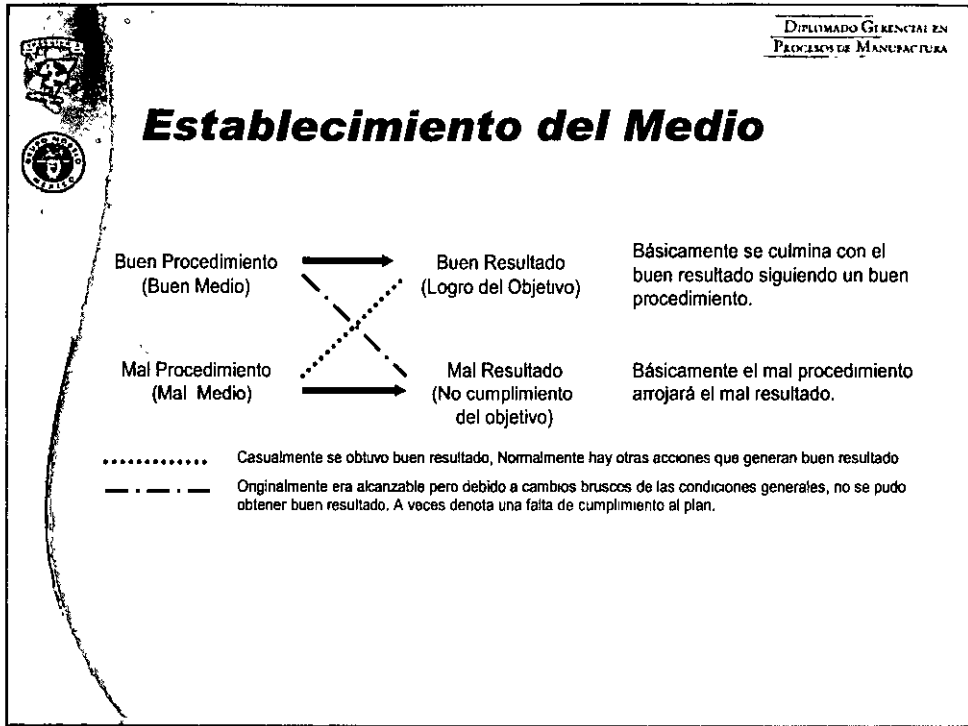 DIPLOMADO GERENCIAL EN
PROCESOS DE MANUFACTURA
Establecimiento del Medio
Buen Procedimiento
(Buen Medio)
Buen Resultado
(Logro del Objetivo)
Básicamente se culmina con el
buen resultado siguiendo un buen
procedimiento.
Mal Procedimiento
(Mal Medio)
Mal Resultado
(No cumplimiento
del objetivo)
Básicamente el mal procedimiento
arrojará el mal resultado.
Casualmente se obtuvo buen resultado, Normalmente hay otras acciones que generan buen resultado
Originalmente era alcanzable pero debido a cambios bruscos de las condiciones generales, no se pudo
obtener buen resultado. A veces denota una falta de cumplimiento al plan.
GRUPO MODELO
MEXICO